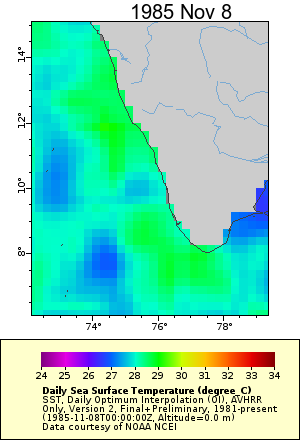 1985 Nov 8
14°
12°
10°
8°
74°
76°
78°
24 25 26 27 28 29 30 31 32 33 34
Daily Sea Surface Temperature (degree_C)
SST, Daily Optimum Interpolation (OI), AVHRR
Only, Version 2, Final+Preliminary, 1981-present
(1985-11-08T00:00:00Z, Altitude=0.0 m)
Data courtesy of NOAA NCEI